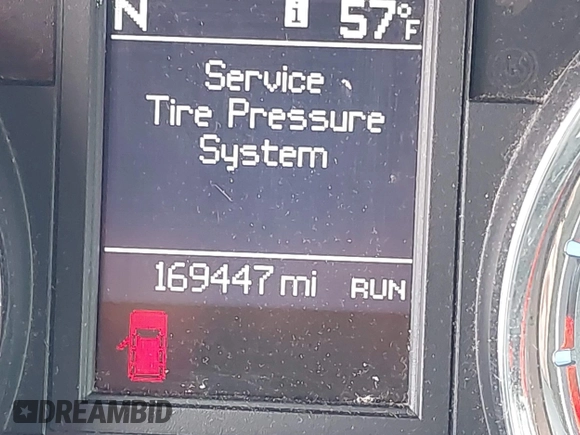 N i 57°F
Service
Tire Pressure
System
169447 mi RUN
DREAMBID